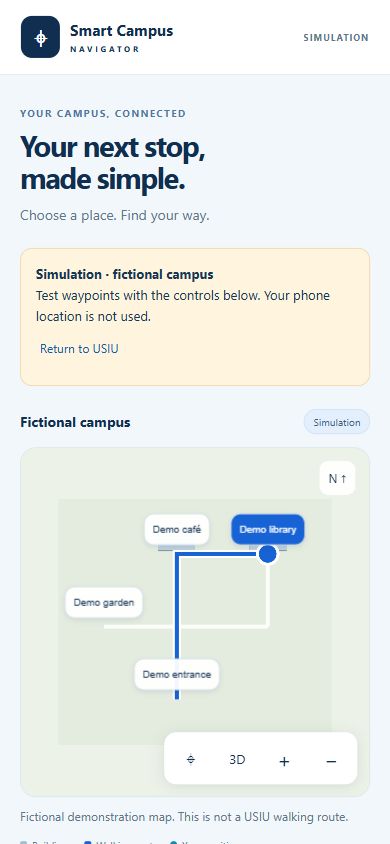 Smart Campus
NAVIGATOR
SIMULATION
YOUR CAMPUS, CONNECTED
Your next stop,
made simple.
Choose a place. Find your way.
Simulation · fictional campus
Test waypoints with the controls below. Your phone
location is not used.
Return to USIU
Fictional campus
Simulation
N ↑
Demo café
Demo library
Demo garden
Demo entrance
3D
+
−
Fictional demonstration map. This is not a USIU walking route.